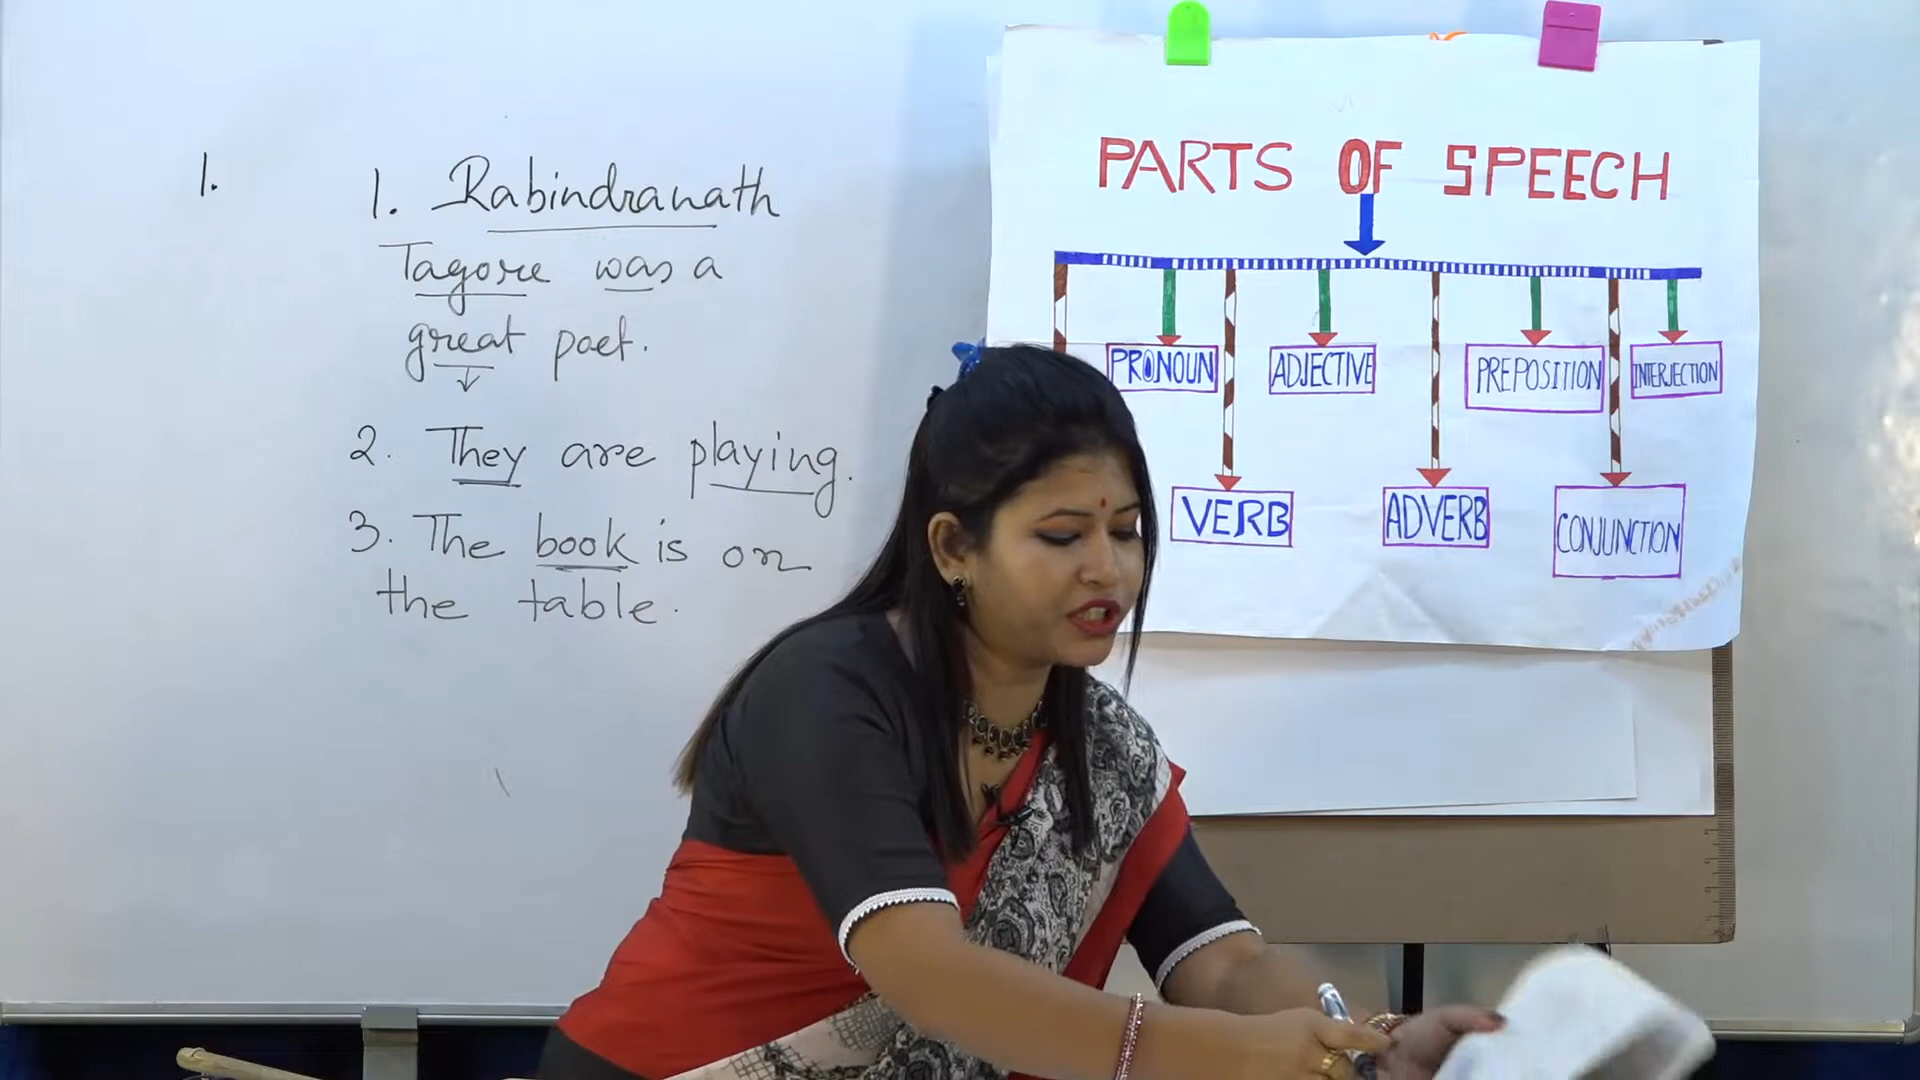 1.
1. Rabindranath
Tagore was a
great poet.
2. They are playing.
3. The book is on
the table.
PARTS OF SPEECH
PRONOUN ADJECTIVE PREPOSITION INTERJECTION
VERB ADVERB CONJUNCTION